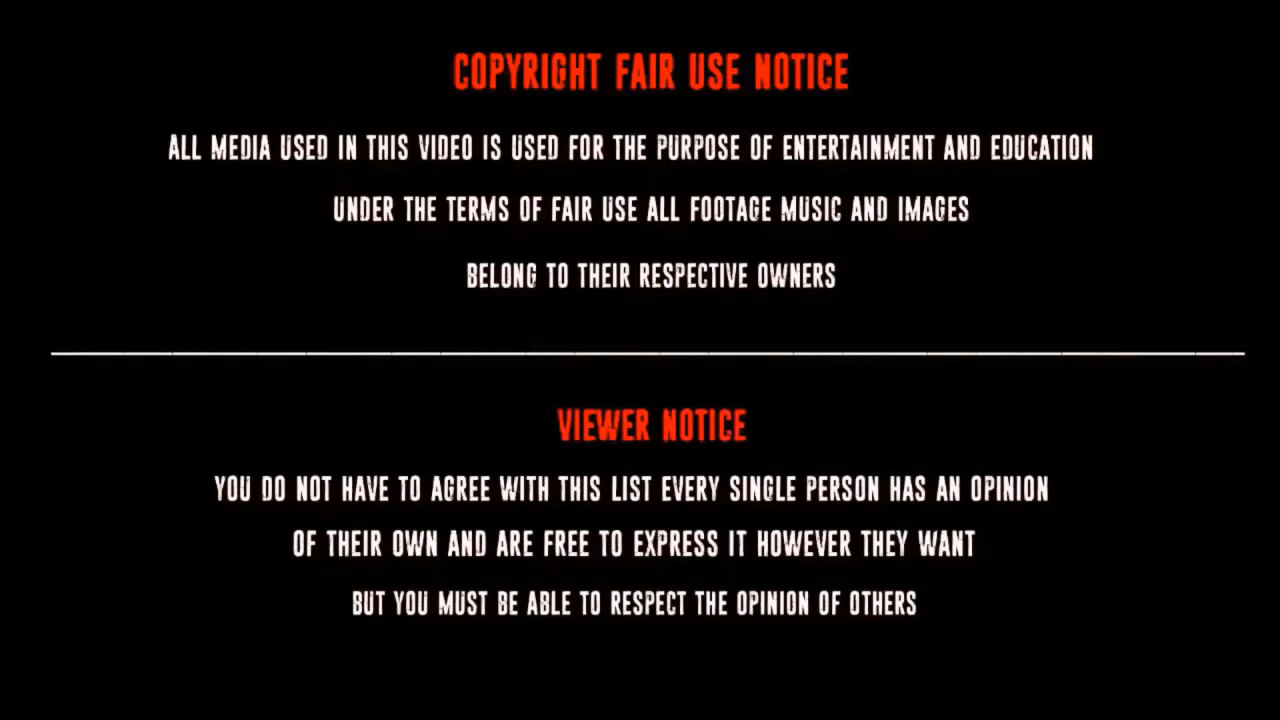 COPYRIGHT FAIR USE NOTICE
ALL MEDIA USED IN THIS VIDEO IS USED FOR THE PURPOSE OF ENTERTAINMENT AND EDUCATION
UNDER THE TERMS OF FAIR USE ALL FOOTAGE MUSIC AND IMAGES
BELONG TO THEIR RESPECTIVE OWNERS
VIEWER NOTICE
YOU DO NOT HAVE TO AGREE WITH THIS LIST EVERY SINGLE PERSON HAS AN OPINION
OF THEIR OWN AND ARE FREE TO EXPRESS IT HOWEVER THEY WANT
BUT YOU MUST BE ABLE TO RESPECT THE OPINION OF OTHERS